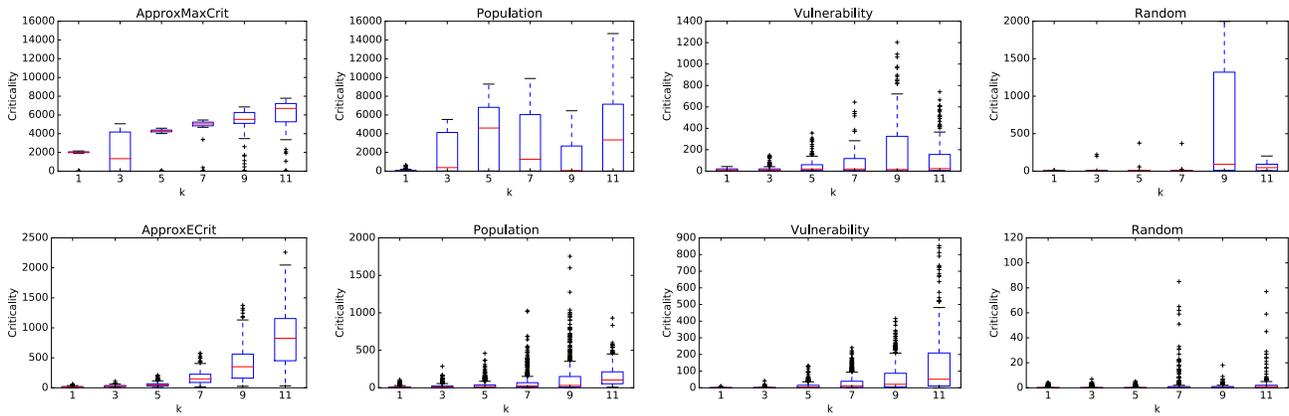 ApproxMaxCrit
Criticality
16000
14000
12000
10000
8000
6000
4000
2000
0
1 3 5 7 9 11
k
Population
Criticality
16000
14000
12000
10000
8000
6000
4000
2000
0
1 3 5 7 9 11
k
Vulnerability
Criticality
1400
1200
1000
800
600
400
200
0
1 3 5 7 9 11
k
Random
Criticality
2000
1500
1000
500
0
1 3 5 7 9 11
k
ApproxECrit
Criticality
2500
2000
1500
1000
500
0
1 3 5 7 9 11
k
Population
Criticality
2000
1500
1000
500
0
1 3 5 7 9 11
k
Vulnerability
Criticality
900
800
700
600
500
400
300
200
100
0
1 3 5 7 9 11
k
Random
Criticality
120
100
80
60
40
20
0
1 3 5 7 9 11
k